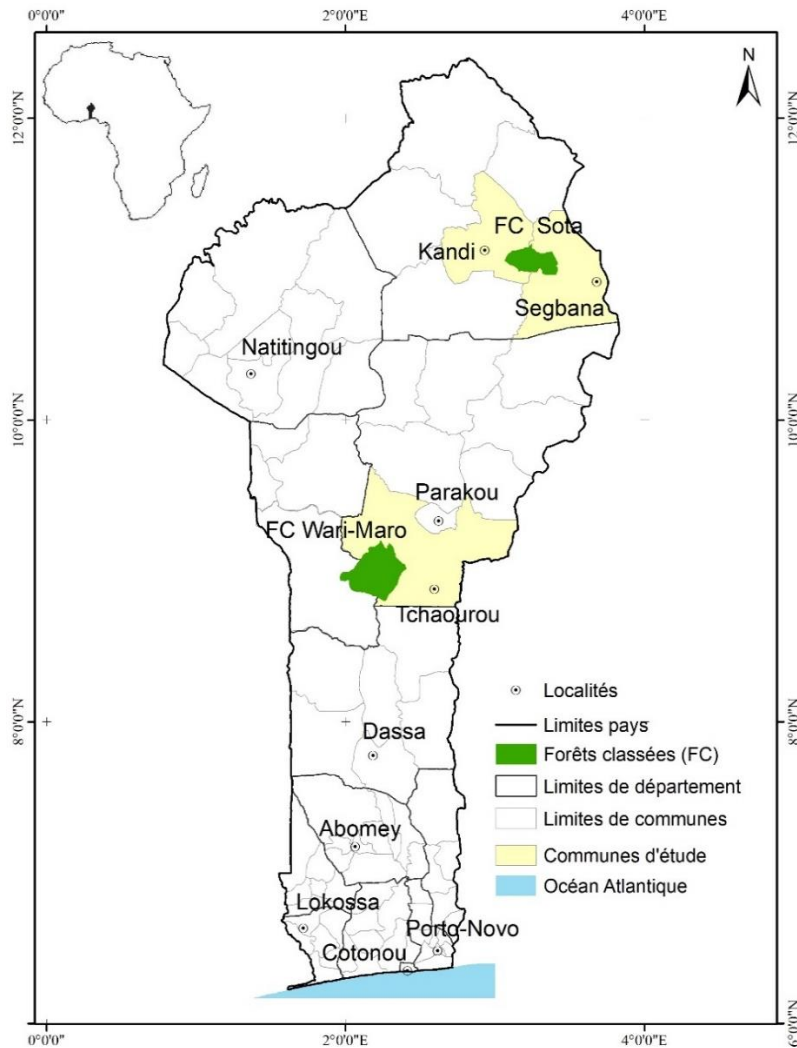 0°0'0"
2°0'0"E
4°0'0"E
N
12°0'0"N
12°0'0"N
FC Sota
Kandi
Segbana
Natitingou
10°0'0"N
10°0'0"N
Parakou
FC Wari-Maro
Tchaourou
Localités
Limites pays
8°0'0"N
8°0'0"N
Dassa
Forêts classées (FC)
Limites de département
Limites de communes
Abomey
Communes d'étude
Océan Atlantique
Lokossa
Porto-Novo
Cotonou
6°0'0"N
0°0'0"
2°0'0"E
4°0'0"E